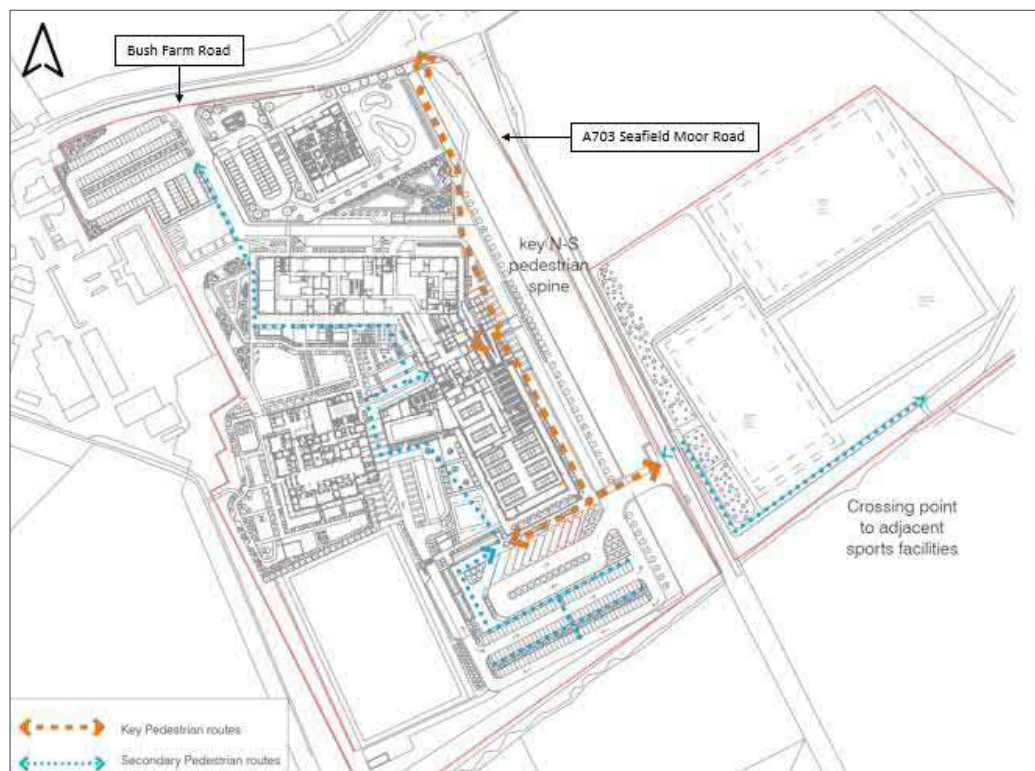 Bush Farm Road
A703 Seafield Moor Road
key N-S
pedestrian
spine
Crossing point
to adjacent
sports facilities
Key Pedestrian routes
Secondary Pedestrian routes